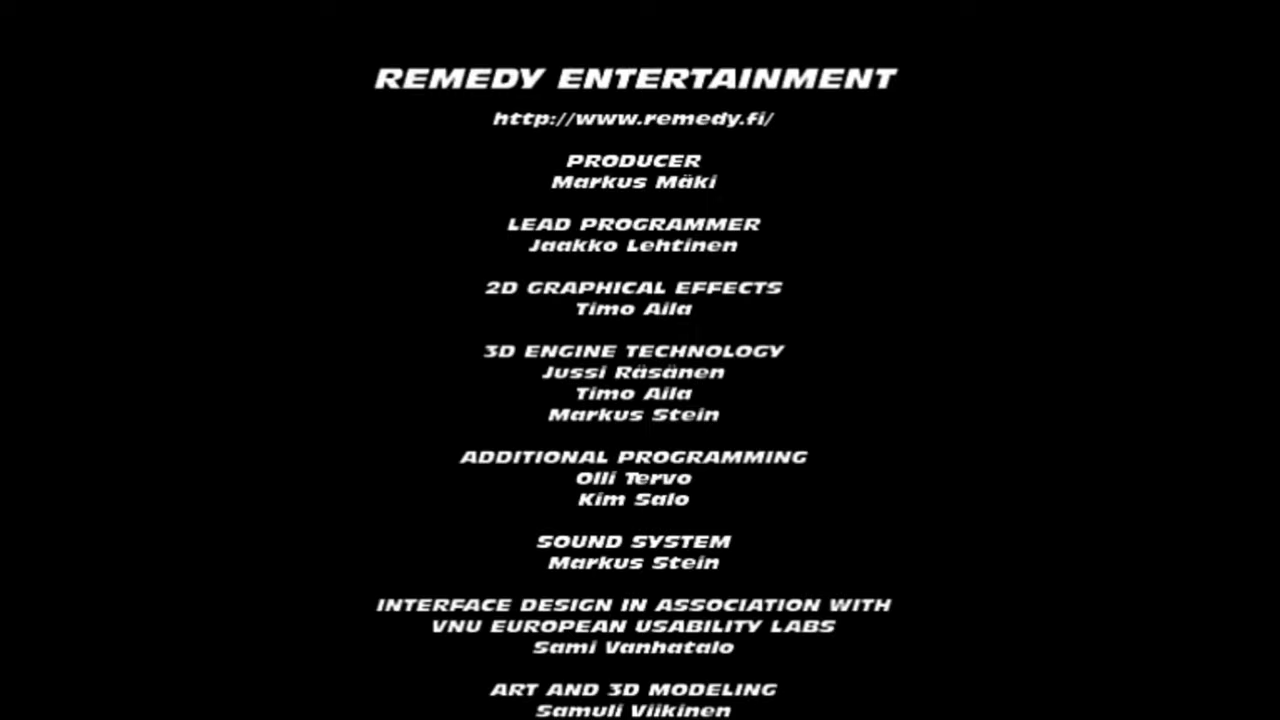 REMEDY ENTERTAINMENT
http://www.remedy.fi/
PRODUCER
Markus Mäki
LEAD PROGRAMMER
Jaakko Lehtinen
2D GRAPHICAL EFFECTS
Timo Aila
3D ENGINE TECHNOLOGY
Jussi Räsänen
Timo Aila
Markus Stein
ADDITIONAL PROGRAMMING
Olli Tervo
Kim Salo
SOUND SYSTEM
Markus Stein
INTERFACE DESIGN IN ASSOCIATION WITH
VNU EUROPEAN USABILITY LABS
Sami Vanhatalo
ART AND 3D MODELING
Samuli Viikinen